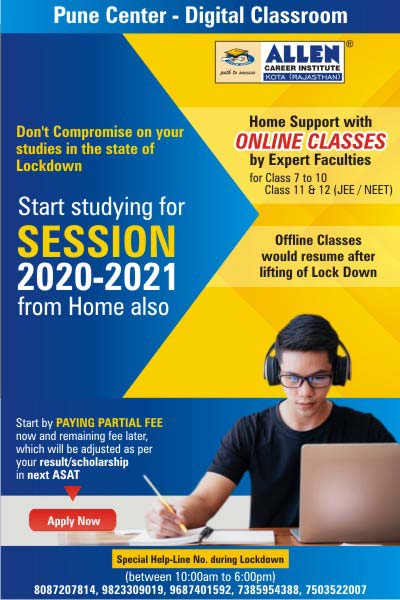 Pune Center - Digital Classroom
path to success
ALLEN®
CAREER INSTITUTE
KOTA (RAJASTHAN)
Don't Compromise on your
studies in the state of
Lockdown
Home Support with
ONLINE CLASSES
by Expert Faculties
for Class 7 to 10
Class 11 & 12 (JEE / NEET)
Start studying for
SESSION
2020-2021
from Home also
Offline Classes
would resume after
lifting of Lock Down
Start by PAYING PARTIAL FEE
now and remaining fee later,
which will be adjusted as per
your result/scholarship
in next ASAT
Apply Now
Special Help-Line No. during Lockdown
(between 10:00am to 6:00pm)
8087207814, 9823309019, 9687401592, 7385954388, 7503522007